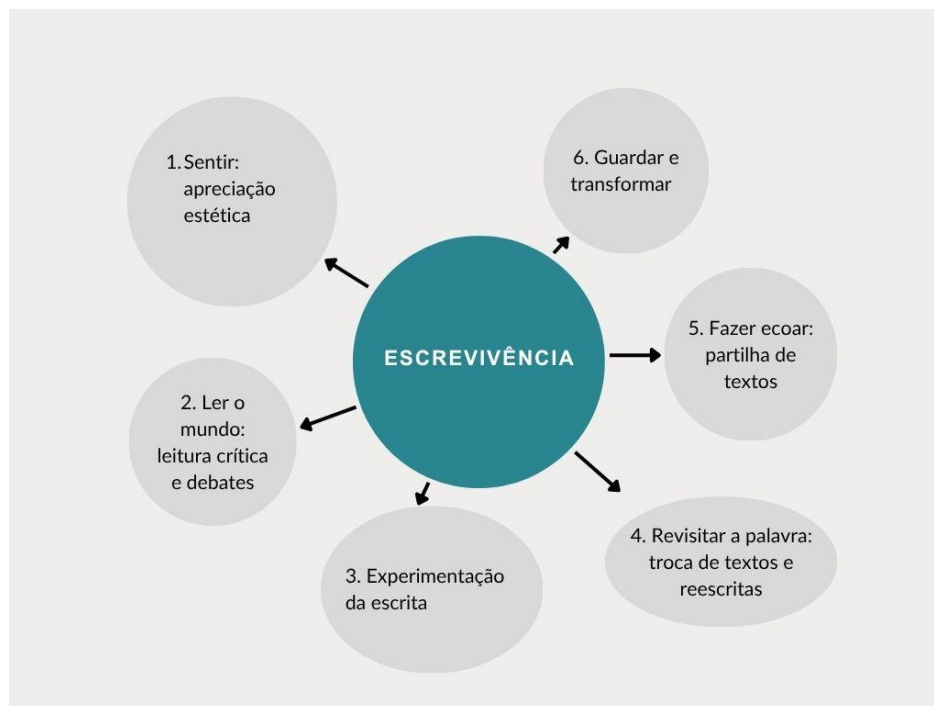 1. Sentir:
apreciação
estética
6. Guardar e
transformar
ESCREVIVÊNCIA
5. Fazer ecoar:
partilha de
textos
2. Ler o
mundo:
leitura crítica
e debates
3. Experimentação
da escrita
4. Revisitar a palavra:
troca de textos e
reescritas